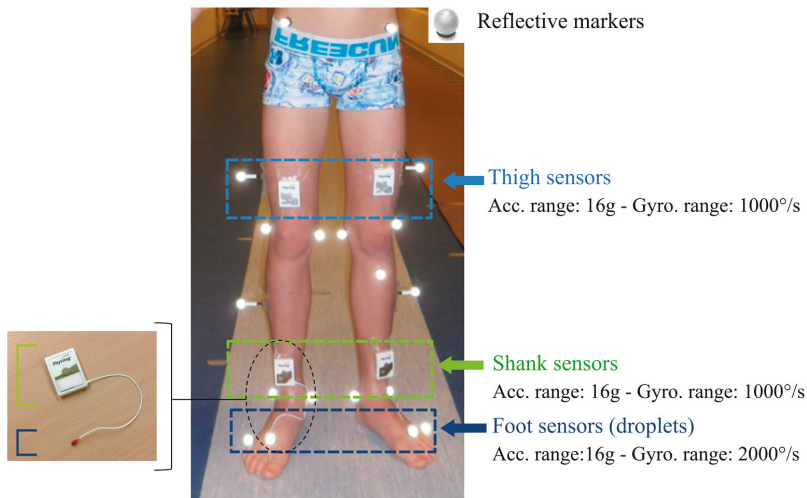 Reflective markers
FREEGUN
Thigh sensors
Acc. range: 16g - Gyro. range: 1000°/s
Shank sensors
Acc. range: 16g - Gyro. range: 1000°/s
Foot sensors (droplets)
Acc. range:16g - Gyro. range: 2000°/s